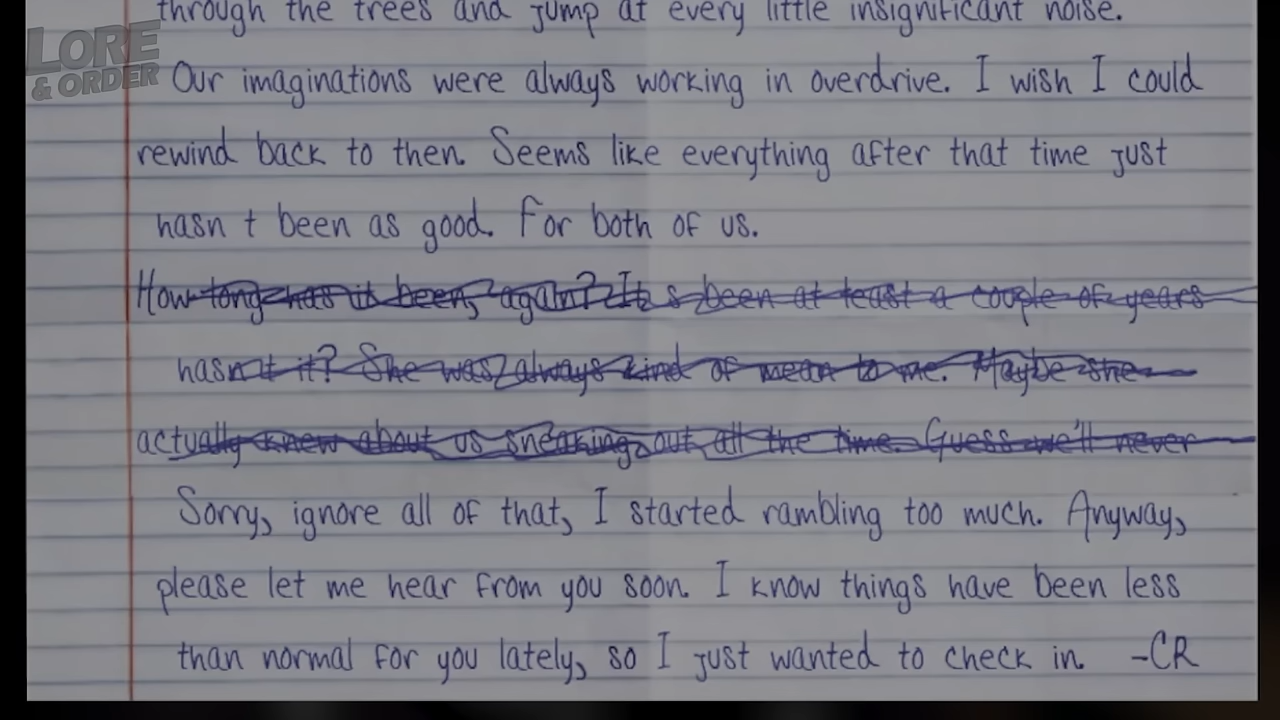 LORE
& ORDER
through the trees and jump at every little insignificant noise.
Our imaginations were always working in overdrive. I wish I could
rewind back to then. Seems like everything after that time just
hasn t been as good. For both of us.
How long has it been, again? It s been at least a couple of years
hasn t it? She was always kind of mean to me. Maybe she
actually knew about us sneaking out all the time. Guess we'll never
Sorry, ignore all of that, I started rambling too much. Anyway,
please let me hear from you soon. I know things have been less
than normal for you lately, so I just wanted to check in. -CR